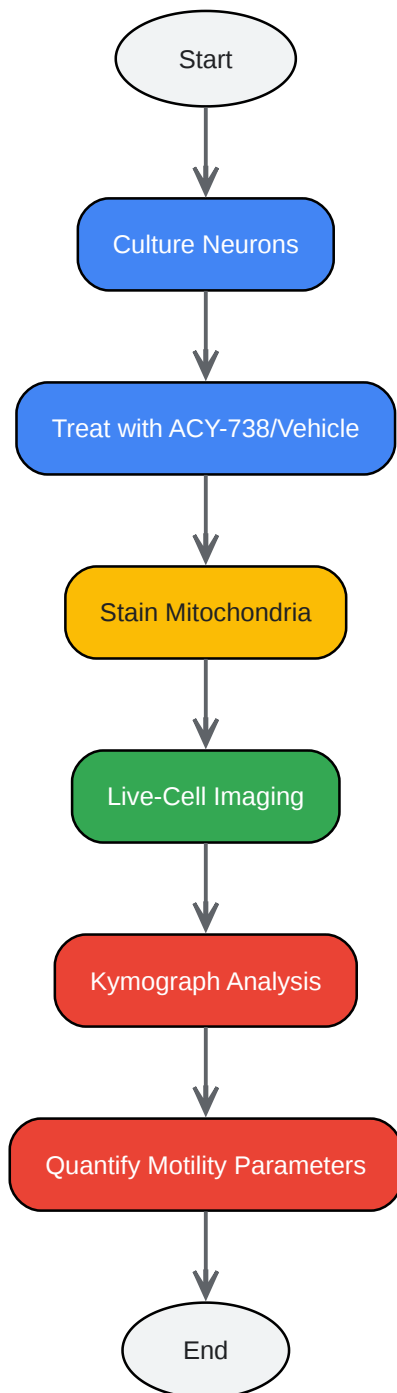 Start
Culture Neurons
Treat with ACY-738/Vehicle
Stain Mitochondria
Live-Cell Imaging
Kymograph Analysis
Quantify Motility Parameters
End